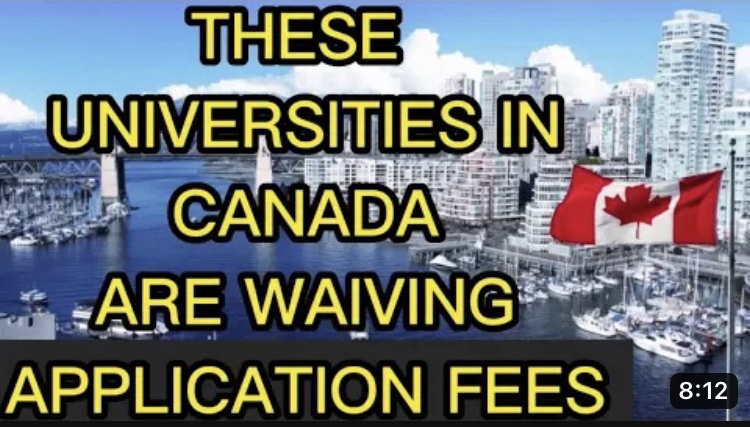 THESE
UNIVERSITIES IN
CANADA
ARE WAIVING
APPLICATION FEES
8:12